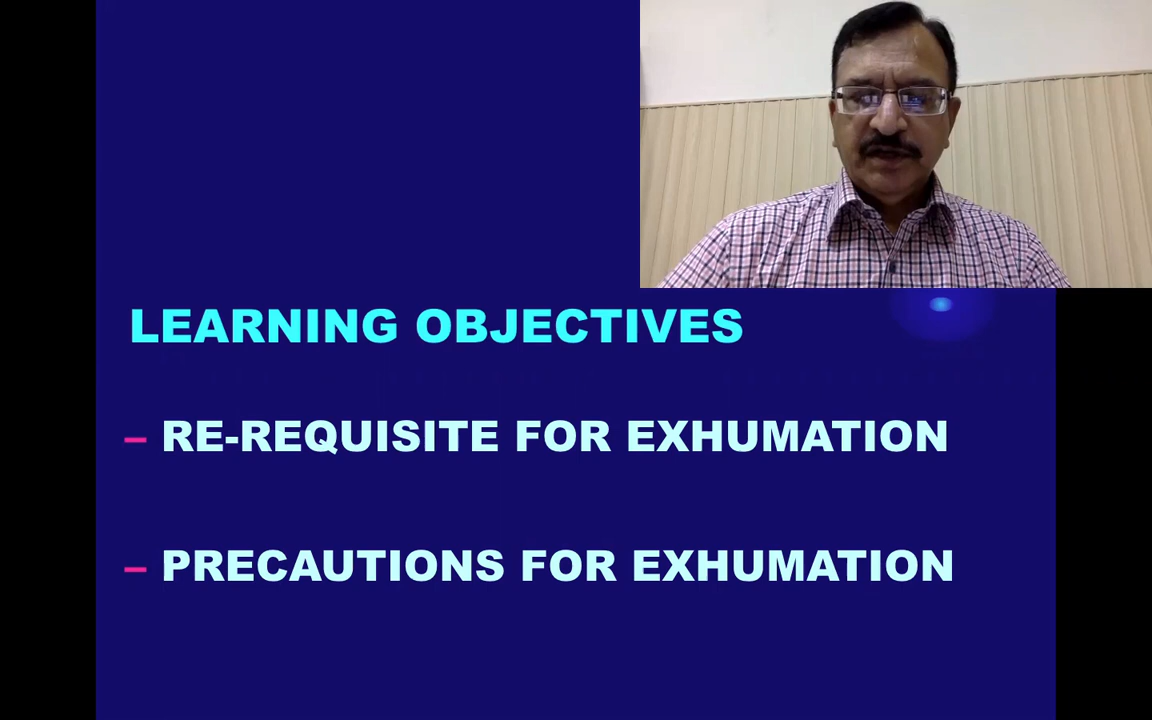 LEARNING OBJECTIVES
– RE-REQUISITE FOR EXHUMATION
– PRECAUTIONS FOR EXHUMATION